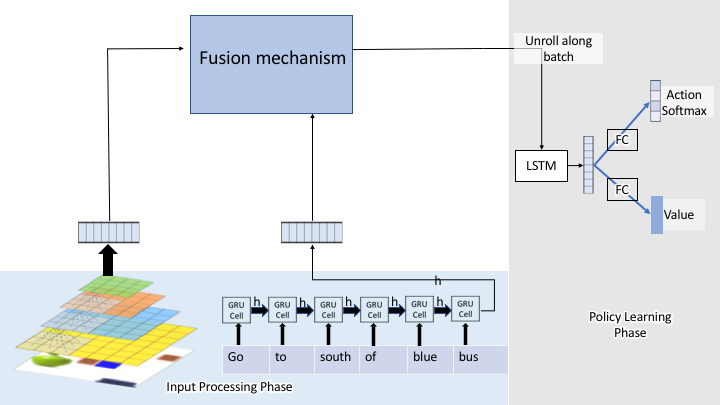 Fusion mechanism
Unroll along
batch
Action
Softmax
FC
LSTM
FC
Value
h
h h h h h
GRU
Cell
GRU
Cell
GRU
Cell
GRU
Cell
GRU
Cell
GRU
Cell
Go to south of blue bus
Input Processing Phase
Policy Learning
Phase